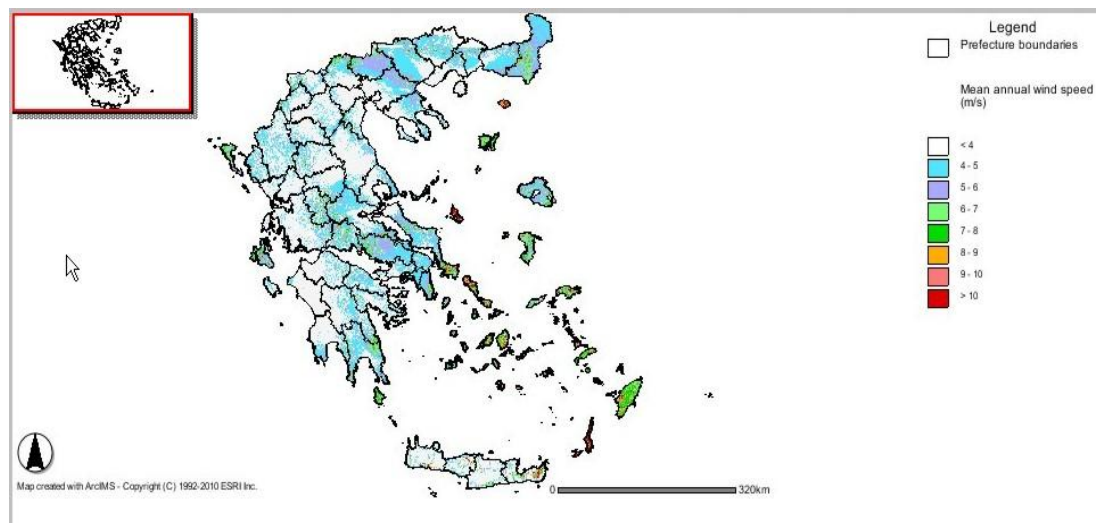 Legend
Prefecture boundaries
Mean annual wind speed
(m/s)
< 4
4 - 5
5 - 6
6 - 7
7 - 8
8 - 9
9 - 10
> 10
Map created with ArcIMS - Copyright (C) 1992-2010 ESRI Inc.
0 320km